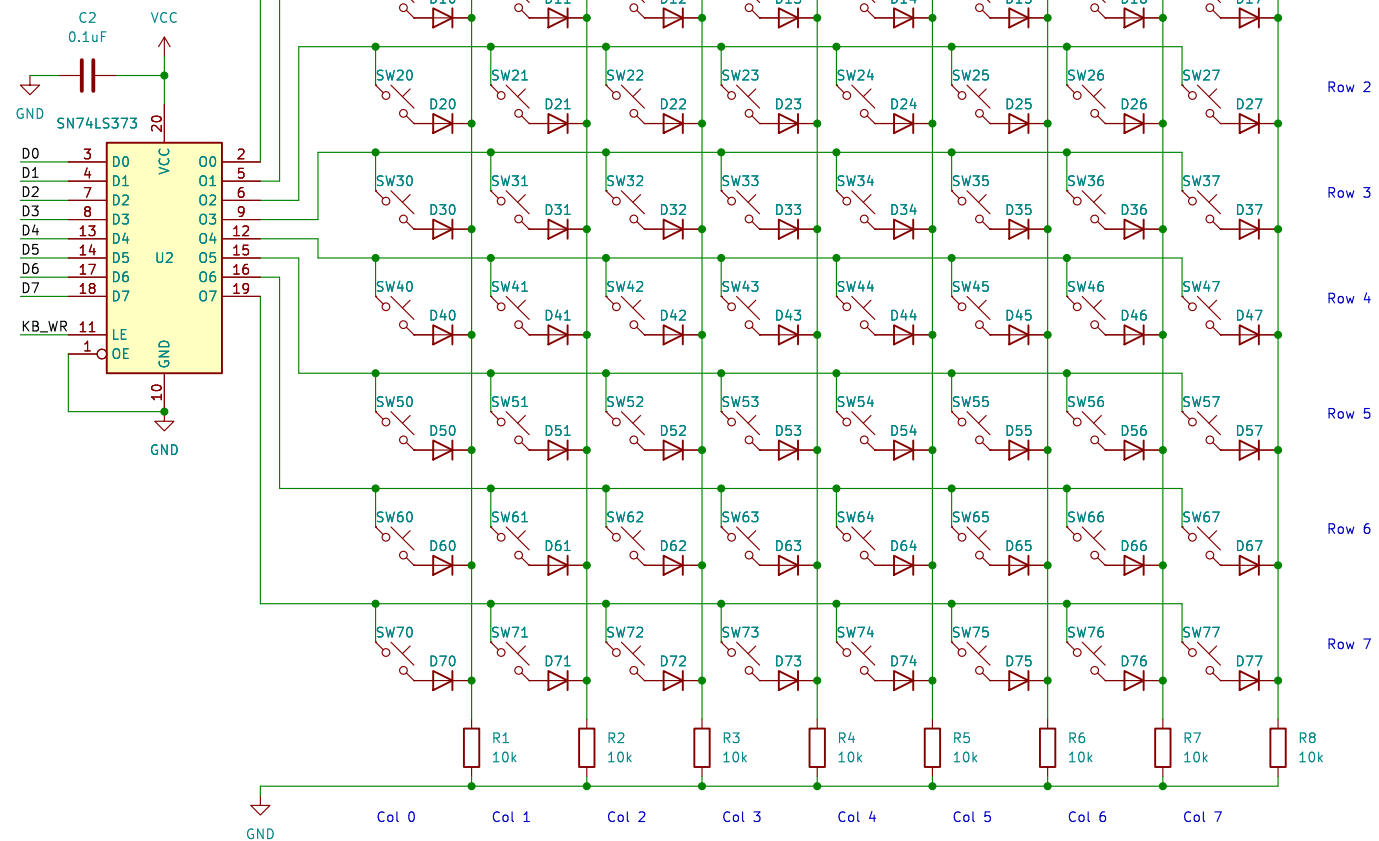 D10 D11 D12 D13 D14 D15 D16 D17
C2
0.1uF
VCC
GND
SN74LS373
20
VCC
D0 3 D0 O0 2
D1 4 D1 O1 5
D2 7 D2 O2 6
D3 8 D3 O3 9
D4 13 D4 O4 12
D5 14 D5 U2 O5 15
D6 17 D6 O6 16
D7 18 D7 O7 19
KB_WR 11 LE
1 OE
GND
10
GND
SW20 SW21 SW22 SW23 SW24 SW25 SW26 SW27
Row 2
D20 D21 D22 D23 D24 D25 D26 D27
SW30 SW31 SW32 SW33 SW34 SW35 SW36 SW37
Row 3
D30 D31 D32 D33 D34 D35 D36 D37
SW40 SW41 SW42 SW43 SW44 SW45 SW46 SW47
Row 4
D40 D41 D42 D43 D44 D45 D46 D47
SW50 SW51 SW52 SW53 SW54 SW55 SW56 SW57
Row 5
D50 D51 D52 D53 D54 D55 D56 D57
SW60 SW61 SW62 SW63 SW64 SW65 SW66 SW67
Row 6
D60 D61 D62 D63 D64 D65 D66 D67
SW70 SW71 SW72 SW73 SW74 SW75 SW76 SW77
Row 7
D70 D71 D72 D73 D74 D75 D76 D77
R1 R2 R3 R4 R5 R6 R7 R8
10k 10k 10k 10k 10k 10k 10k 10k
Col 0 Col 1 Col 2 Col 3 Col 4 Col 5 Col 6 Col 7
GND